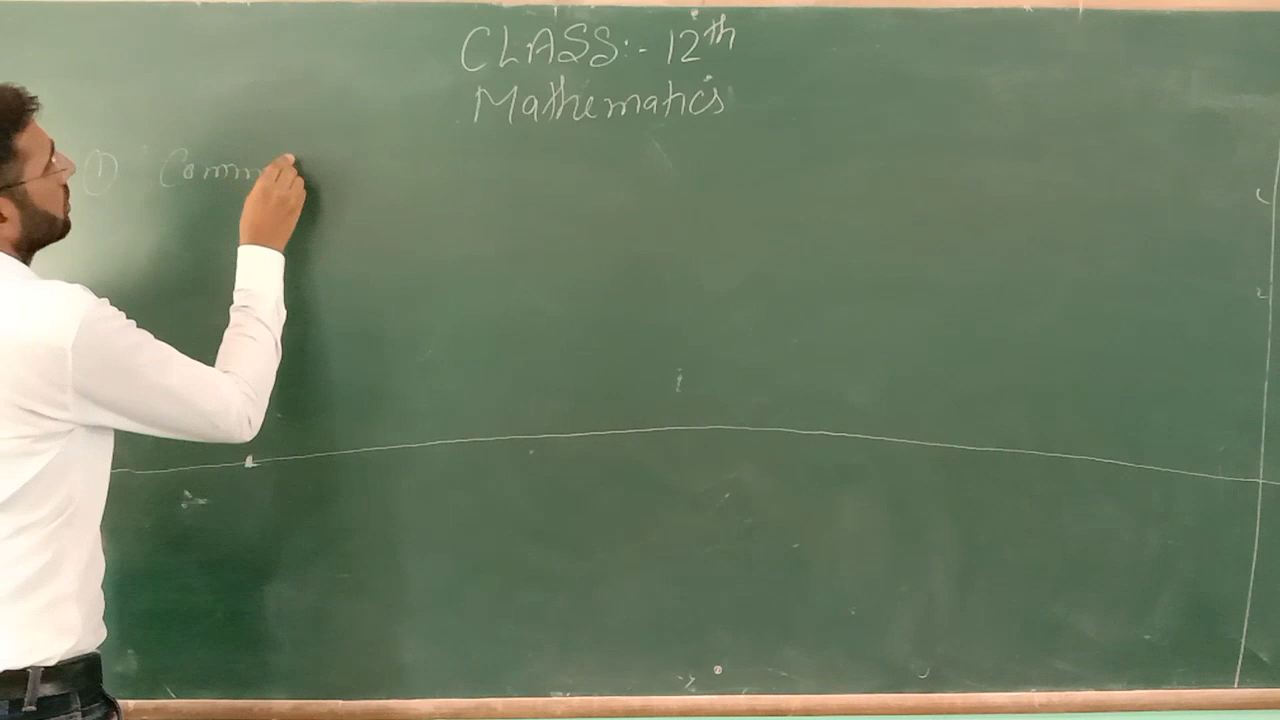 CLASS:- 12th
Mathematics
① Comm